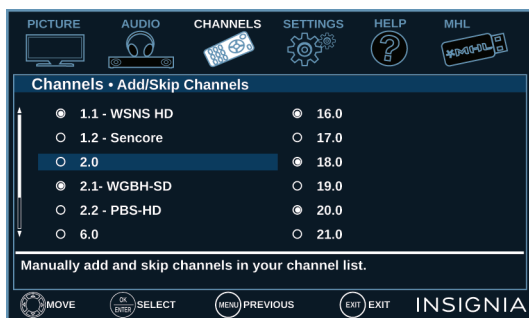 PICTURE AUDIO CHANNELS SETTINGS HELP MHL
MHL
?
Channels • Add/Skip Channels
1.1 - WSNS HD 16.0
1.2 - Sencore 17.0
2.0 18.0
2.1- WGBH-SD 19.0
2.2 - PBS-HD 20.0
6.0 21.0
Manually add and skip channels in your channel list.
MOVE OK ENTER SELECT MENU PREVIOUS EXIT EXIT INSIGNIA